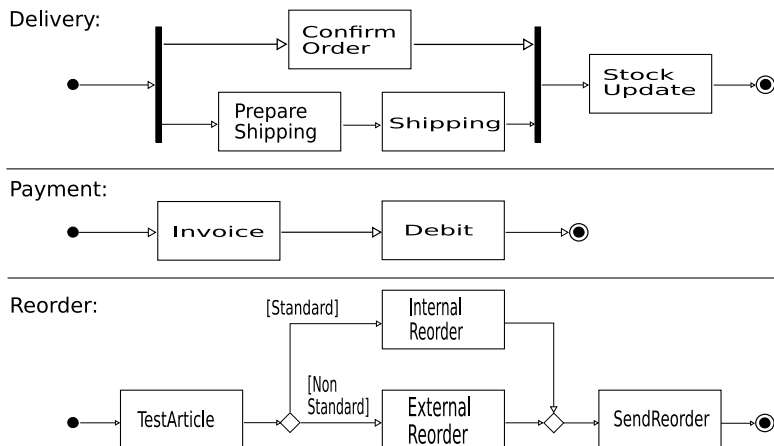 Delivery:
Confirm
Order
Prepare
Shipping
Shipping
Stock
Update
Payment:
Invoice
Debit
Reorder:
[Standard]
Internal
Reorder
[Non
Standard]
TestArticle
External
Reorder
SendReorder